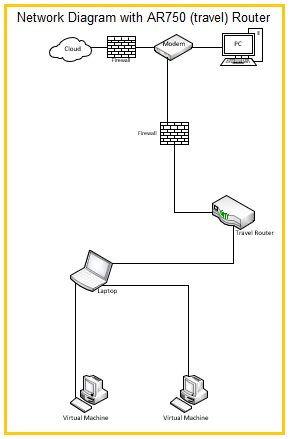 Network Diagram with AR750 (travel) Router
Cloud
Firewall
Modem
PC
Firewall
Travel Router
Laptop
Virtual Machine
Virtual Machine